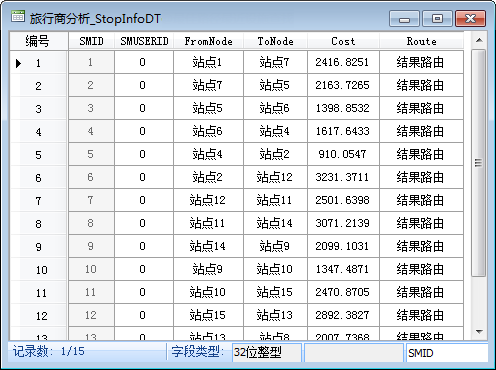 旅行商分析_StopInfoDT
编号 SMID SMUSERID FromNode ToNode Cost Route
1 1 0 站点1 站点7 2416.8251 结果路由
2 2 0 站点7 站点5 2163.7265 结果路由
3 3 0 站点5 站点6 1398.8532 结果路由
4 4 0 站点6 站点4 1617.6433 结果路由
5 5 0 站点4 站点2 910.0547 结果路由
6 6 0 站点2 站点12 3231.3711 结果路由
7 7 0 站点12 站点11 2501.6398 结果路由
8 8 0 站点11 站点14 3071.2139 结果路由
9 9 0 站点14 站点9 2099.1031 结果路由
10 10 0 站点9 站点10 1347.4871 结果路由
11 11 0 站点10 站点15 2470.8705 结果路由
12 12 0 站点15 站点13 2892.3827 结果路由
13 13 0 站点13 站点8 2007.7368 结果路由
记录数: 1/15 字段类型: 32位整型 SMID